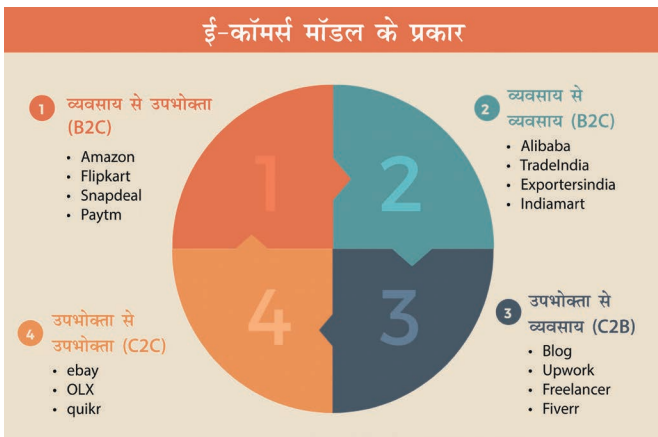 ई-कॉमर्स मॉडल के प्रकार
1
व्यवसाय से उपभोक्ता
(B2C)
• Amazon
• Flipkart
• Snapdeal
• Paytm
2
व्यवसाय से
व्यवसाय (B2C)
• Alibaba
• TradeIndia
• Exportersindia
• Indiamart
1
2
4
3
3
उपभोक्ता से
व्यवसाय (C2B)
• Blog
• Upwork
• Freelancer
• Fiverr
4
उपभोक्ता से
उपभोक्ता (C2C)
• ebay
• OLX
• quikr